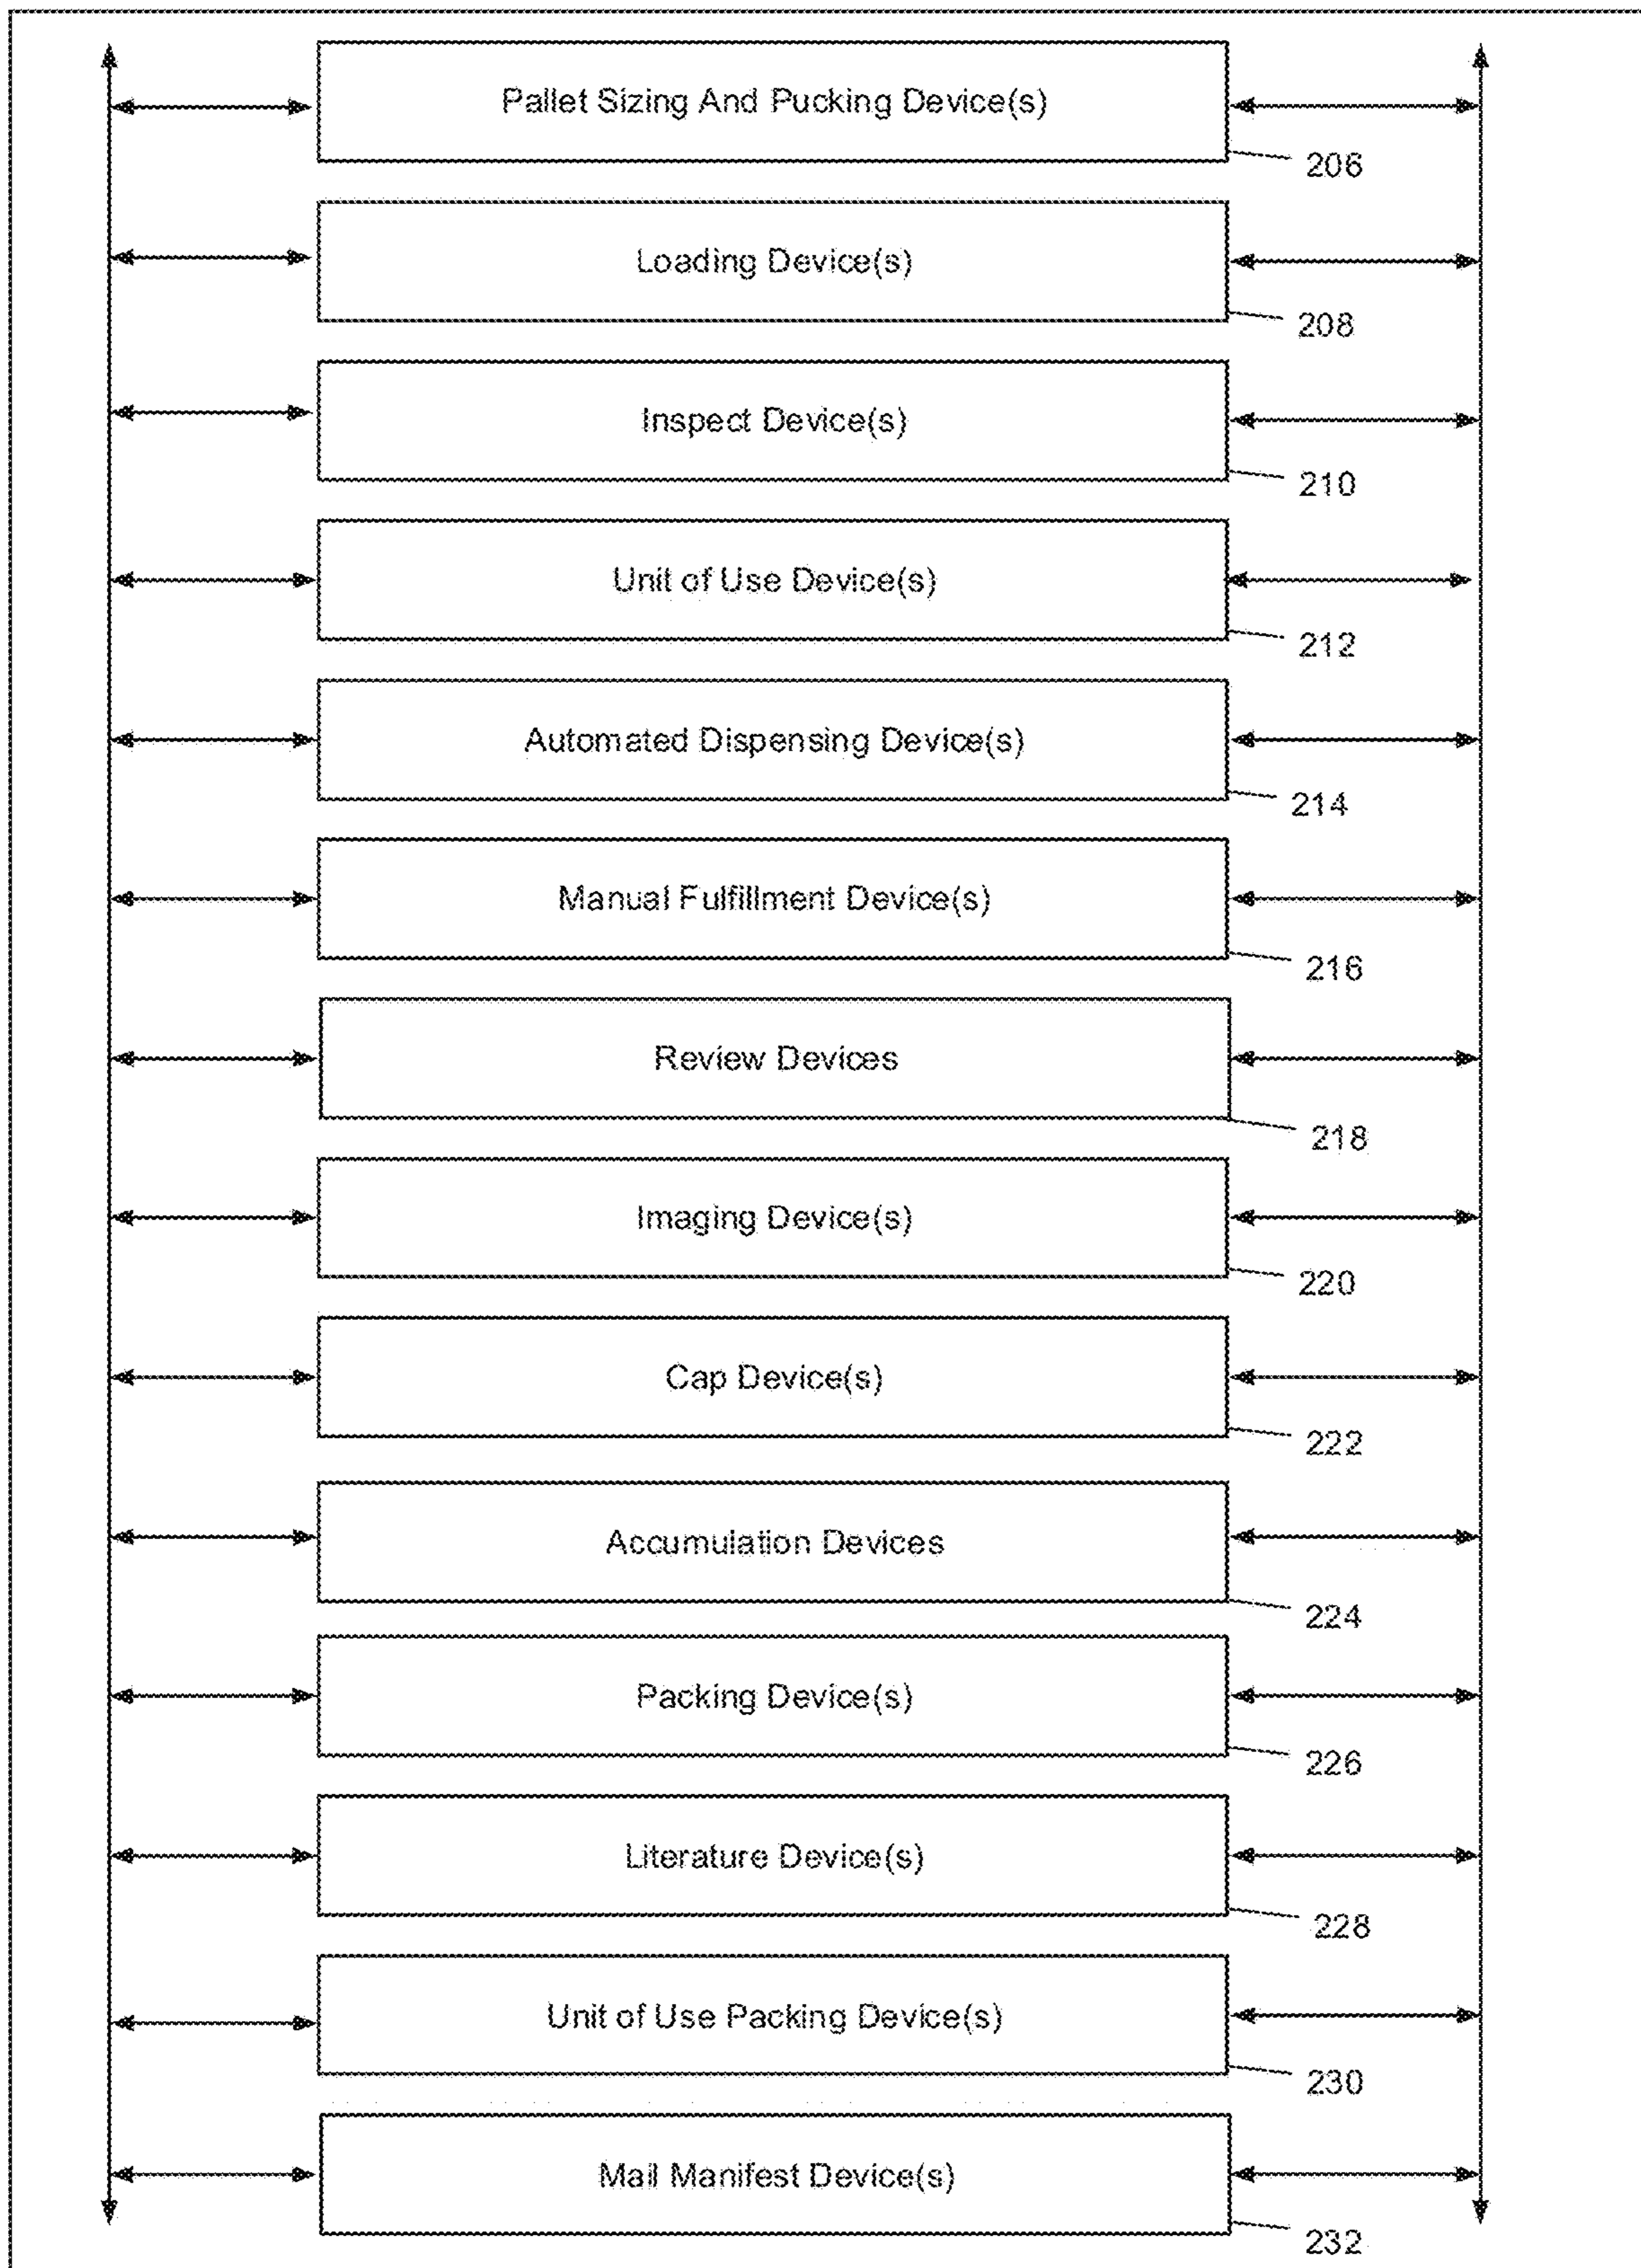 Pallet Sizing And Pucking Device(s)
206
Loading Device(s)
208
Inspect Device(s)
210
Unit of Use Device(s)
212
Automated Dispensing Device(s)
214
Manual Fulfillment Device(s)
216
Review Devices
218
Imaging Device(s)
220
Cap Device(s)
222
Accumulation Devices
224
Packing Device(s)
226
Literature Device(s)
228
Unit of Use Packing Device(s)
230
Mail Manifest Device(s)
232